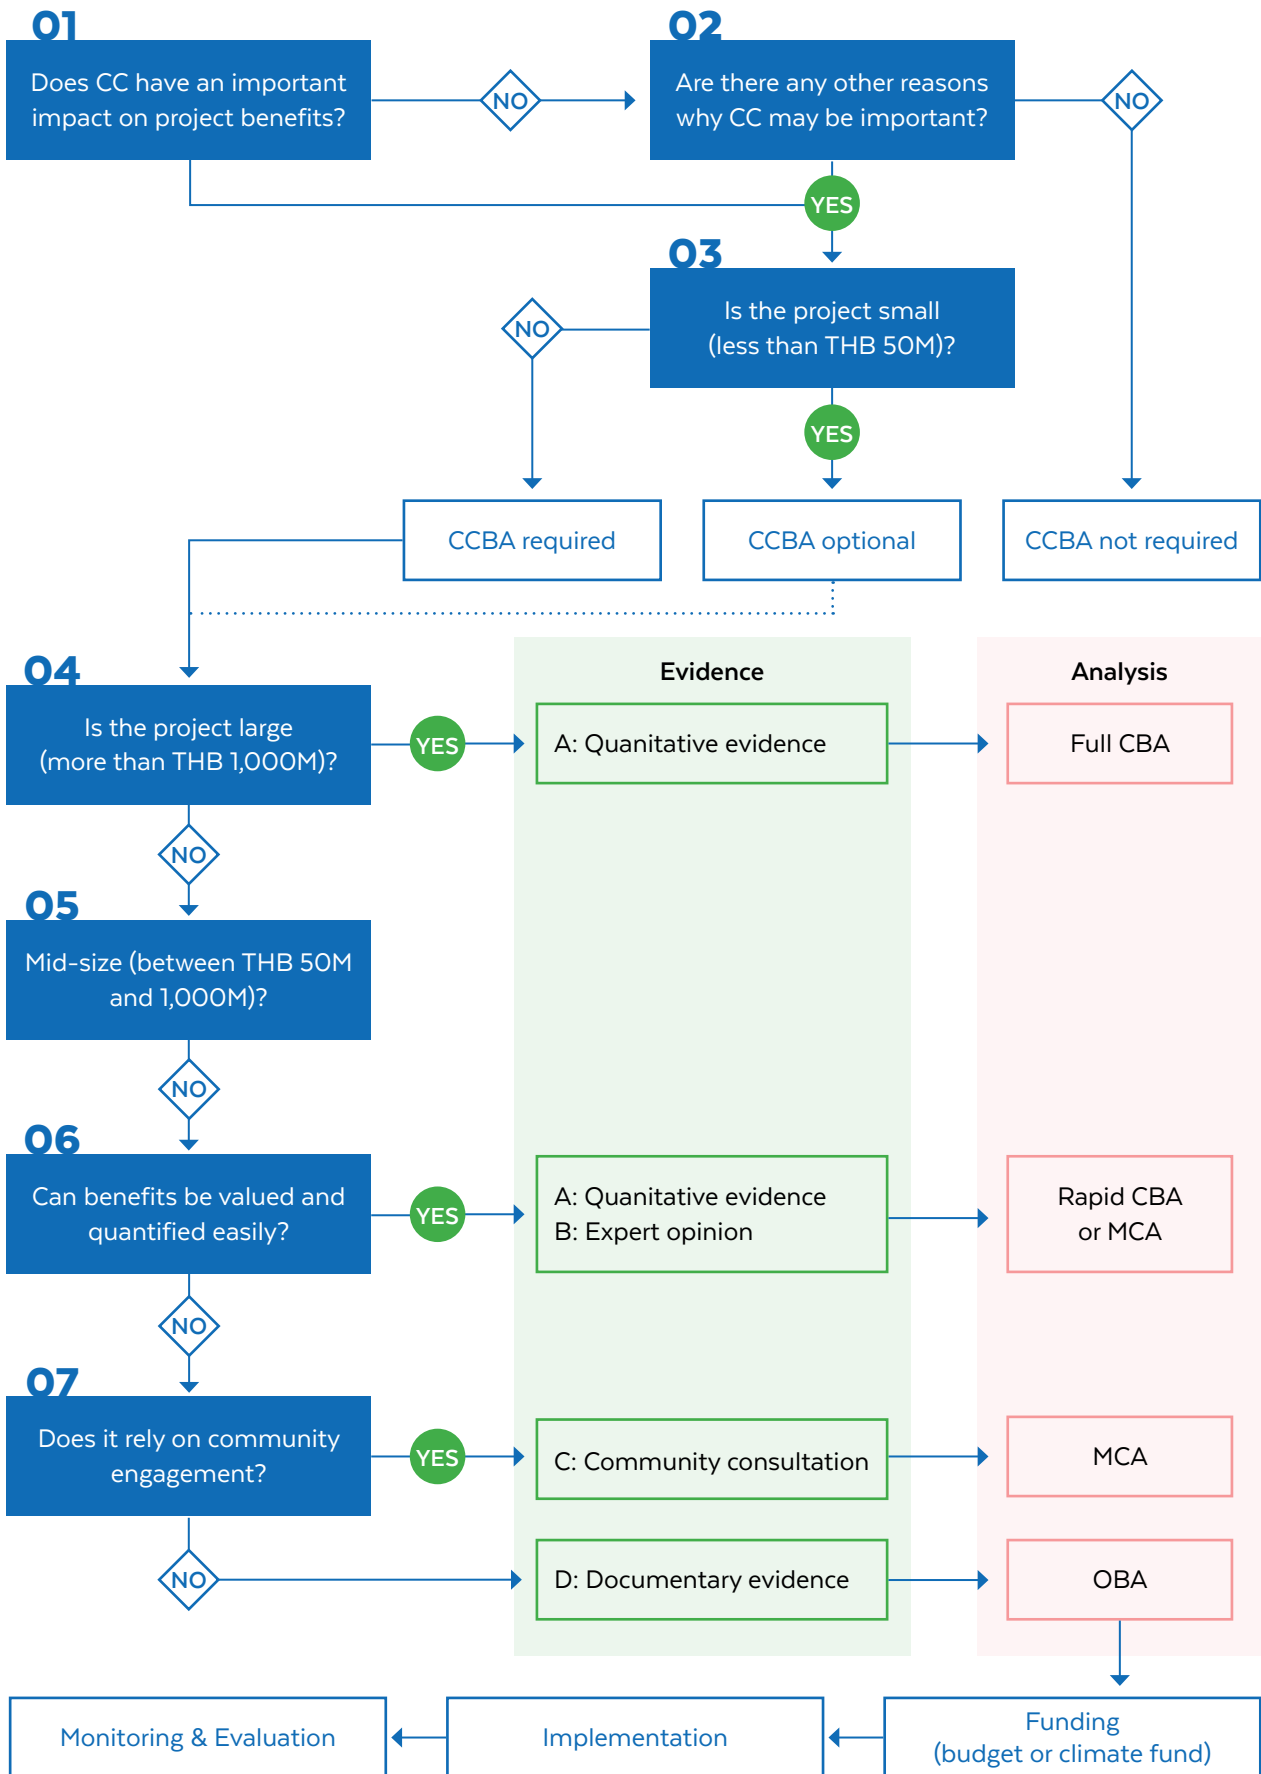 01
Does CC have an important
impact on project benefits?
NO
02
Are there any other reasons
why CC may be important?
NO
YES
03
Is the project small
(less than THB 50M)?
NO
YES
CCBA required
CCBA optional
CCBA not required
04
Is the project large
(more than THB 1,000M)?
YES
Evidence
A: Quanitative evidence
Analysis
Full CBA
NO
05
Mid-size (between THB 50M
and 1,000M)?
NO
06
Can benefits be valued and
quantified easily?
YES
A: Quanitative evidence
B: Expert opinion
Rapid CBA
or MCA
NO
07
Does it rely on community
engagement?
YES
C: Community consultation
MCA
NO
D: Documentary evidence
OBA
Monitoring & Evaluation
Implementation
Funding
(budget or climate fund)